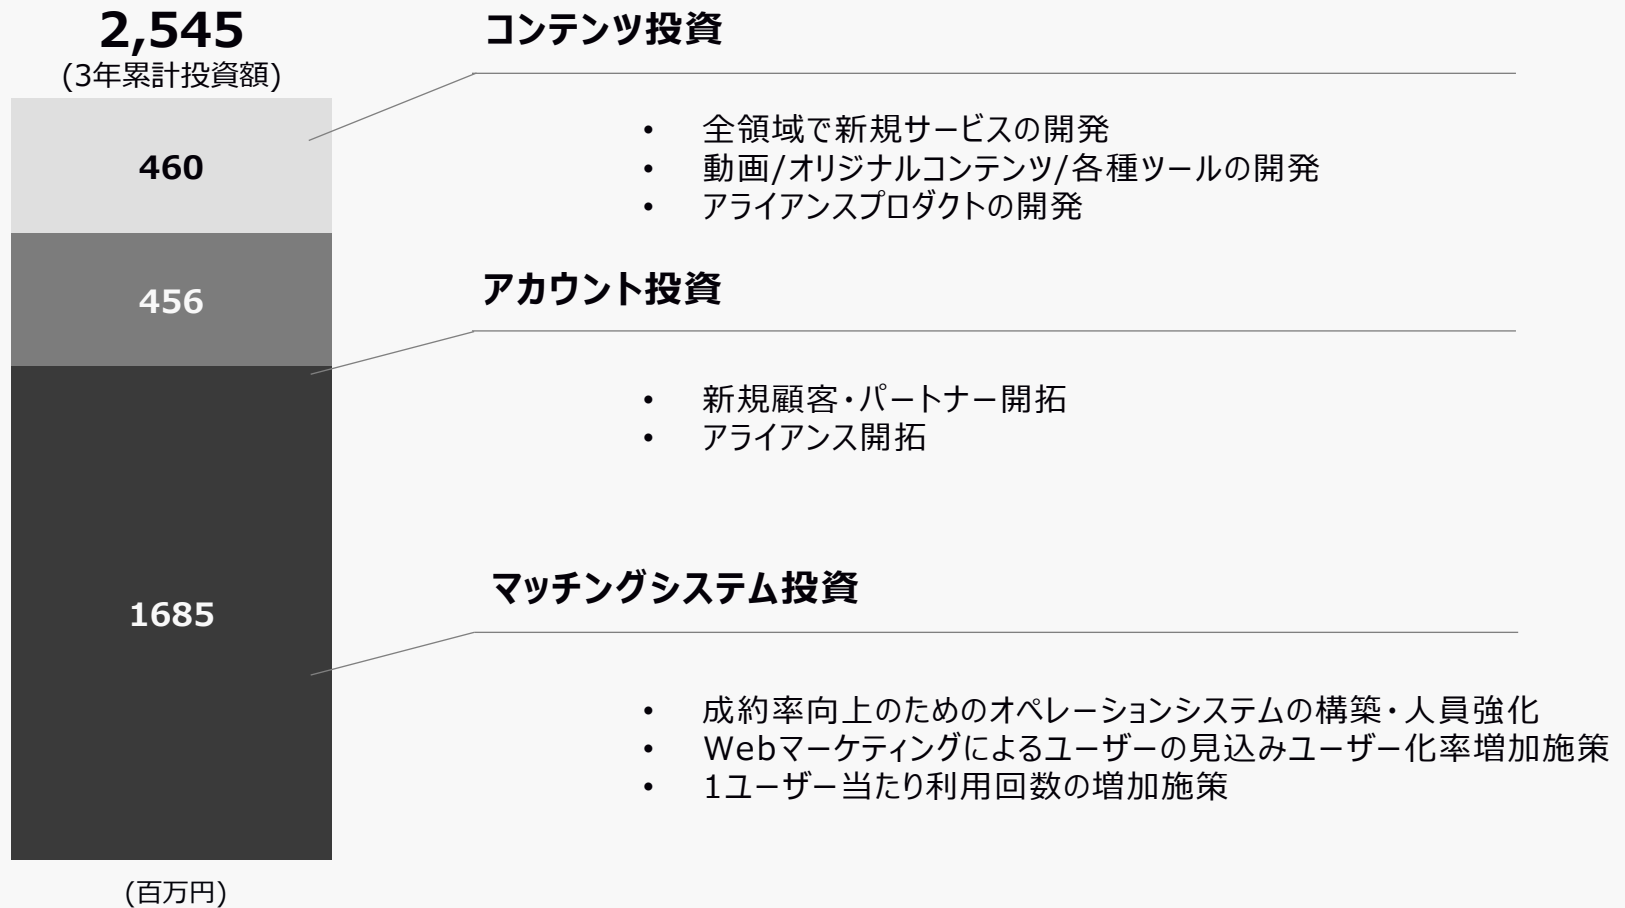 2,545
(3年累計投資額)
460
456
1685
(百万円)
コンテンツ投資
• 全領域で新規サービスの開発
• 動画/オリジナルコンテンツ/各種ツールの開発
• アライアンスプロダクトの開発
アカウント投資
• 新規顧客・パートナー開拓
• アライアンス開拓
マッチングシステム投資
• 成約率向上のためのオペレーションシステムの構築・人員強化
• Webマーケティングによるユーザーの見込みユーザー化率増加施策
• 1ユーザー当たり利用回数の増加施策